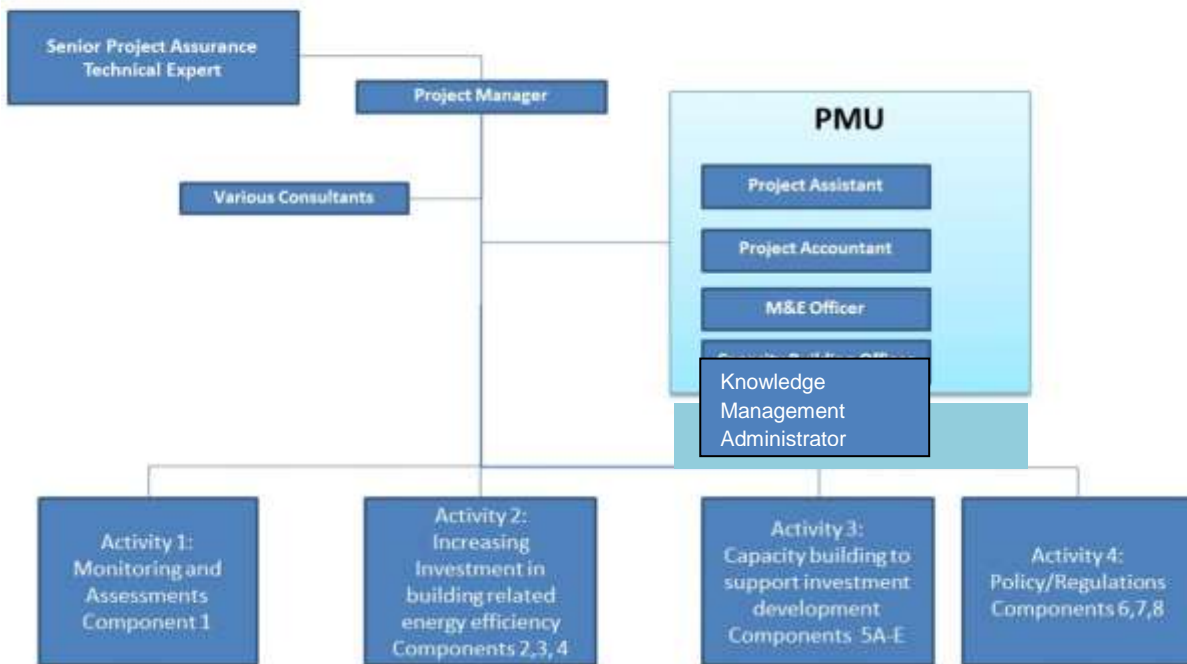 Senior Project Assurance
Technical Expert
Project Manager
PMU
Project Assistant
Various Consultants
Project Accountant
M&E Officer
Knowledge
Management
Administrator
Activity 1:
Monitoring and
Assessments
Component 1
Activity 2:
Increasing
Investment in
building related
energy efficiency
Components 2,3, 4
Activity 3:
Capacity building to
support investment
development
Components 5A-E
Activity 4:
Policy/Regulations
Components 6,7,8